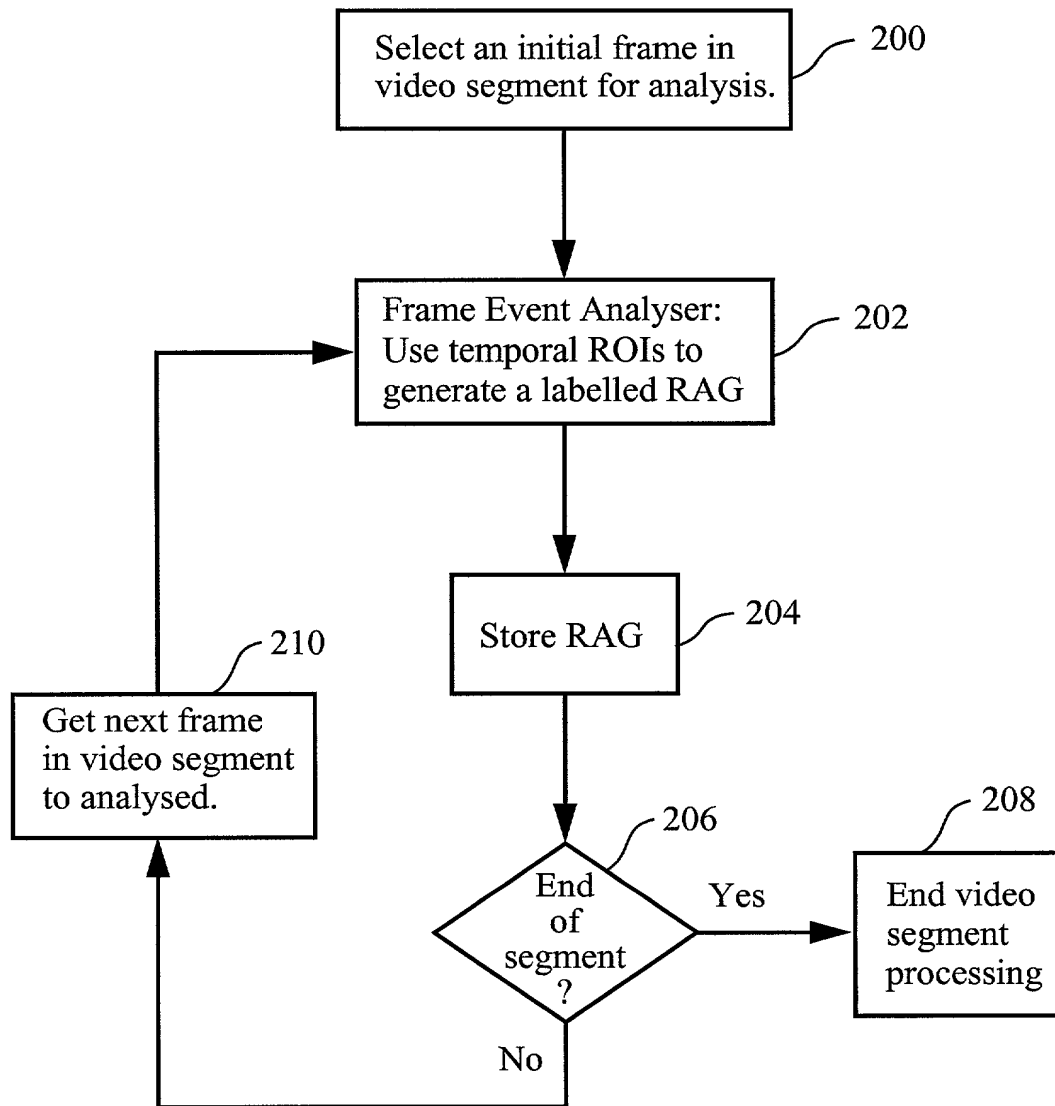 Select an initial frame in
video segment for analysis.
200
Frame Event Analyser:
Use temporal ROIs to
generate a labelled RAG
202
Store RAG
204
210
Get next frame
in video segment
to analysed.
206
End
of
segment
?
Yes
No
208
End video
segment
processing